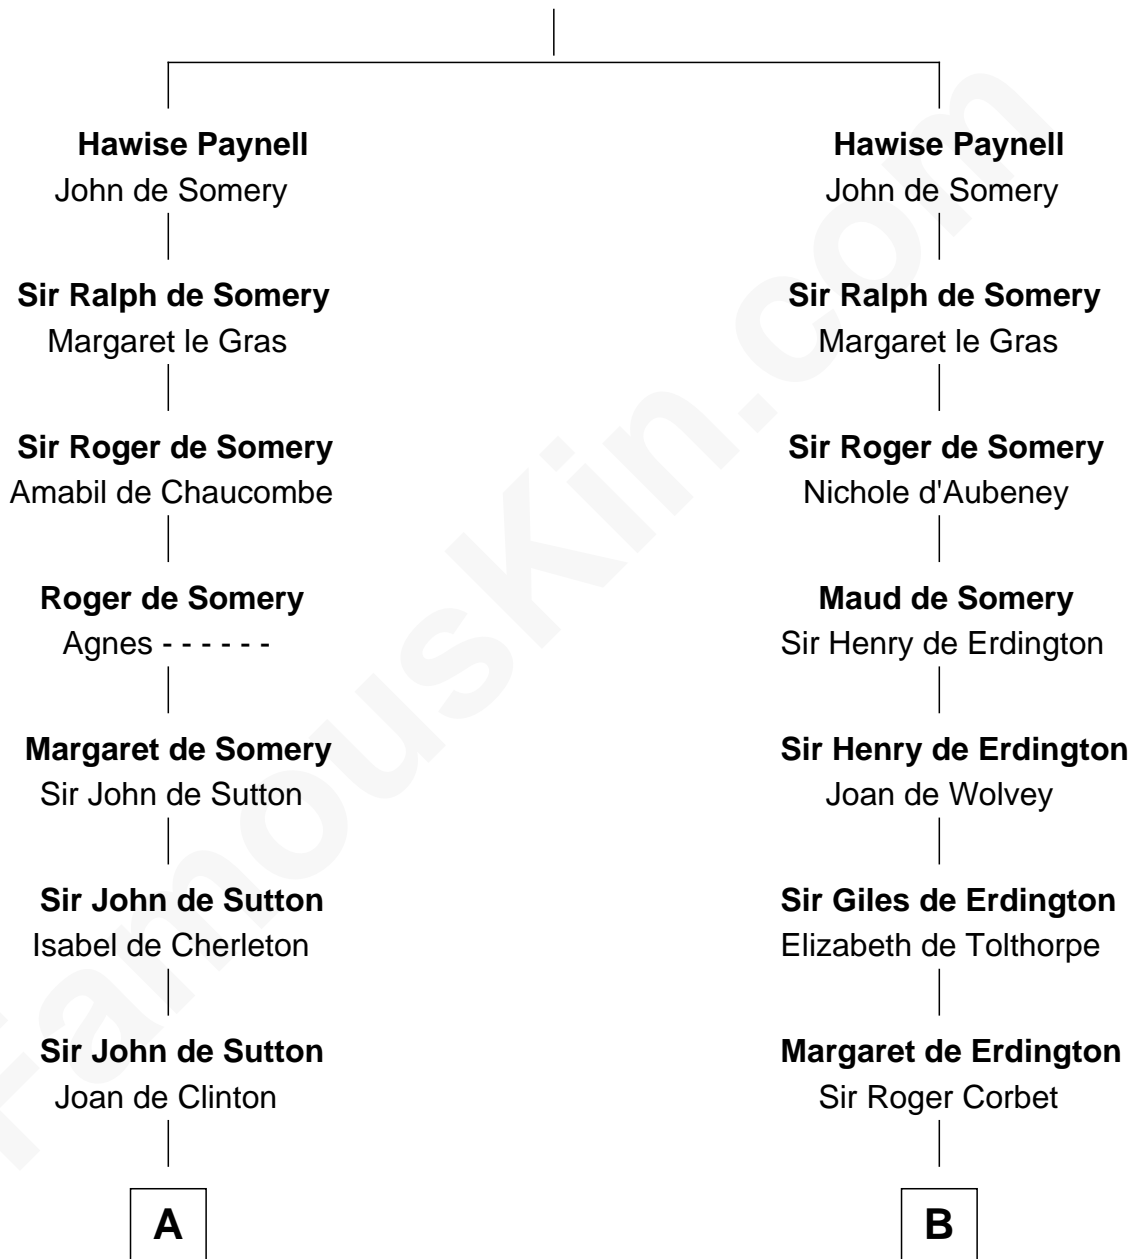 Hawise Paynell
John de Somery
Sir Ralph de Somery
Margaret le Gras
Sir Roger de Somery
Amabil de Chaucombe
Roger de Somery
Agnes - - - - - -
Margaret de Somery
Sir John de Sutton
Sir John de Sutton
Isabel de Cherleton
Sir John de Sutton
Joan de Clinton
A
Hawise Paynell
John de Somery
Sir Ralph de Somery
Margaret le Gras
Sir Roger de Somery
Nichole d'Aubeney
Maud de Somery
Sir Henry de Erdington
Sir Henry de Erdington
Joan de Wolvey
Sir Giles de Erdington
Elizabeth de Tolthorpe
Margaret de Erdington
Sir Roger Corbet
B
FamousKin.com